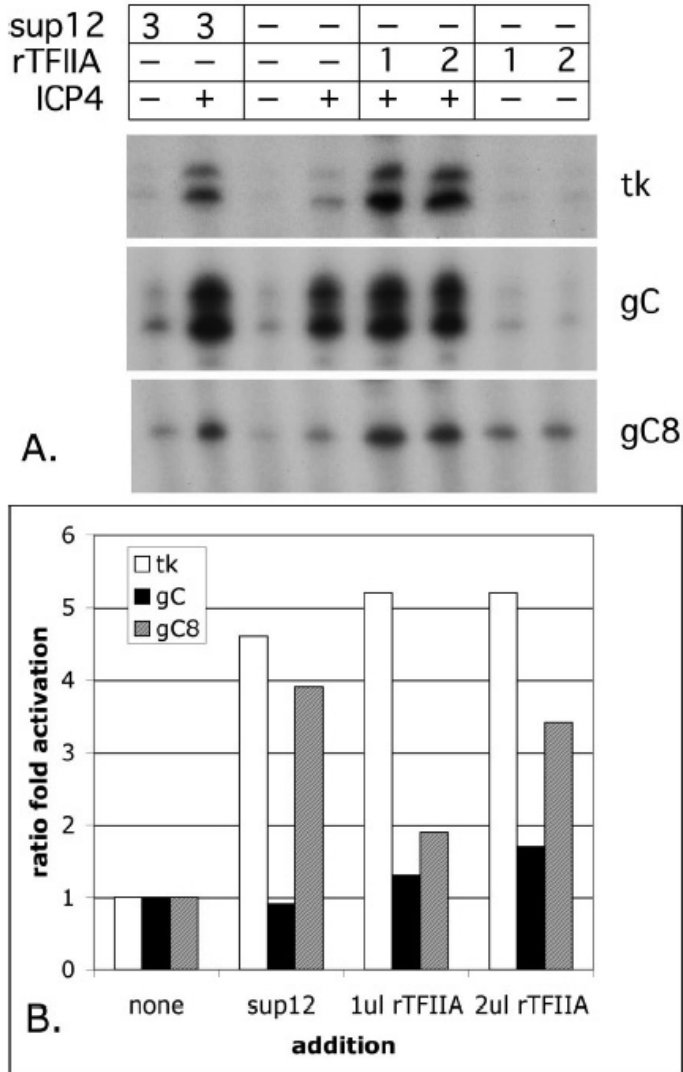 sup12 3 3 – – – – – –
rTFIIA – – – – 1 2 1 2
ICP4 – + – + + + – –
tk
gC
gC8
A.
6
tk
gC
gC8
5
4
3
2
1
0
ratio fold activation
none sup12 1ul rTFIIA 2ul rTFIIA
B.
addition